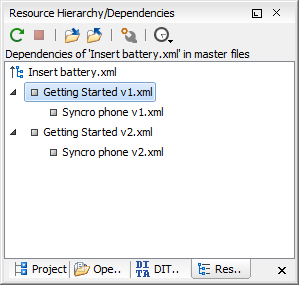 Resource Hierarchy/Dependencies
Dependencies of 'Insert battery.xml' in master files
Insert battery.xml
Getting Started v1.xml
Syncro phone v1.xml
Getting Started v2.xml
Syncro phone v2.xml
Project Ope.. DITA DIT.. Res..